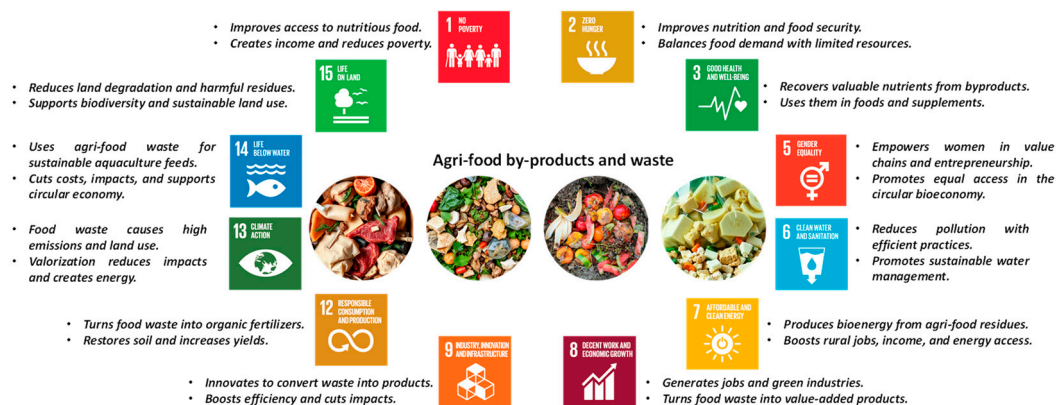 • Improves access to nutritious food.
• Creates income and reduces poverty.
1 NO
POVERTY
2 ZERO
HUNGER
• Improves nutrition and food security.
• Balances food demand with limited resources.
• Reduces land degradation and harmful residues.
• Supports biodiversity and sustainable land use.
15 LIFE
ON LAND
3 GOOD HEALTH
AND WELL-BEING
• Recovers valuable nutrients from byproducts.
• Uses them in foods and supplements.
• Uses agri-food waste for
sustainable aquaculture feeds.
• Cuts costs, impacts, and supports
circular economy.
14 LIFE
BELOW WATER
Agri-food by-products and waste
5 GENDER
EQUALITY
• Empowers women in value
chains and entrepreneurship.
• Promotes equal access in the
circular bioeconomy.
• Food waste causes high
emissions and land use.
• Valorization reduces impacts
and creates energy.
13 CLIMATE
ACTION
6 CLEAN WATER
AND SANITATION
• Reduces pollution with
efficient practices.
• Promotes sustainable water
management.
• Turns food waste into organic fertilizers.
• Restores soil and increases yields.
12 RESPONSIBLE
CONSUMPTION
AND PRODUCTION
7 AFFORDABLE AND
CLEAN ENERGY
• Produces bioenergy from agri-food residues.
• Boosts rural jobs, income, and energy access.
• Innovates to convert waste into products.
• Boosts efficiency and cuts impacts.
9 INDUSTRY, INNOVATION
AND INFRASTRUCTURE
8 DECENT WORK AND
ECONOMIC GROWTH
• Generates jobs and green industries.
• Turns food waste into value-added products.